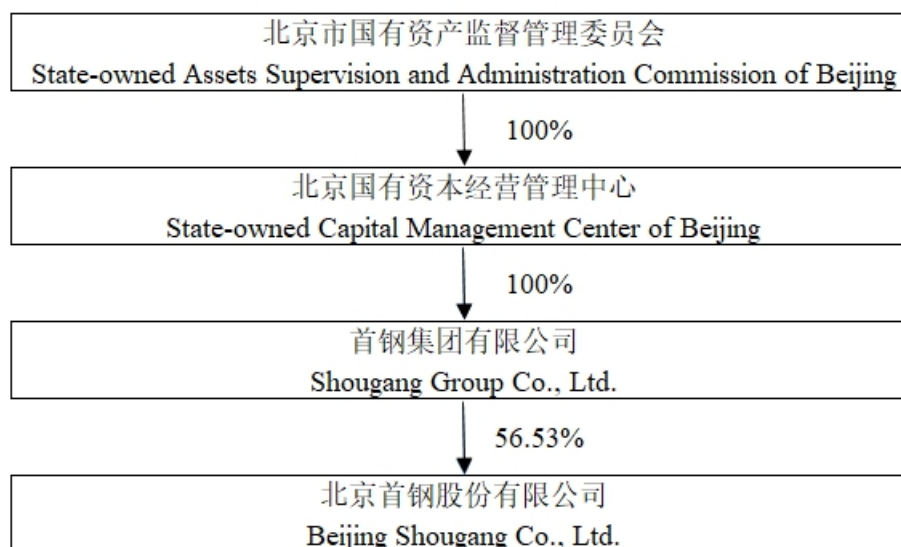 北京市国有资产监督管理委员会
State-owned Assets Supervision and Administration Commission of Beijing
100%
北京国有资本经营管理中心
State-owned Capital Management Center of Beijing
100%
首钢集团有限公司
Shougang Group Co., Ltd.
56.53%
北京首钢股份有限公司
Beijing Shougang Co., Ltd.